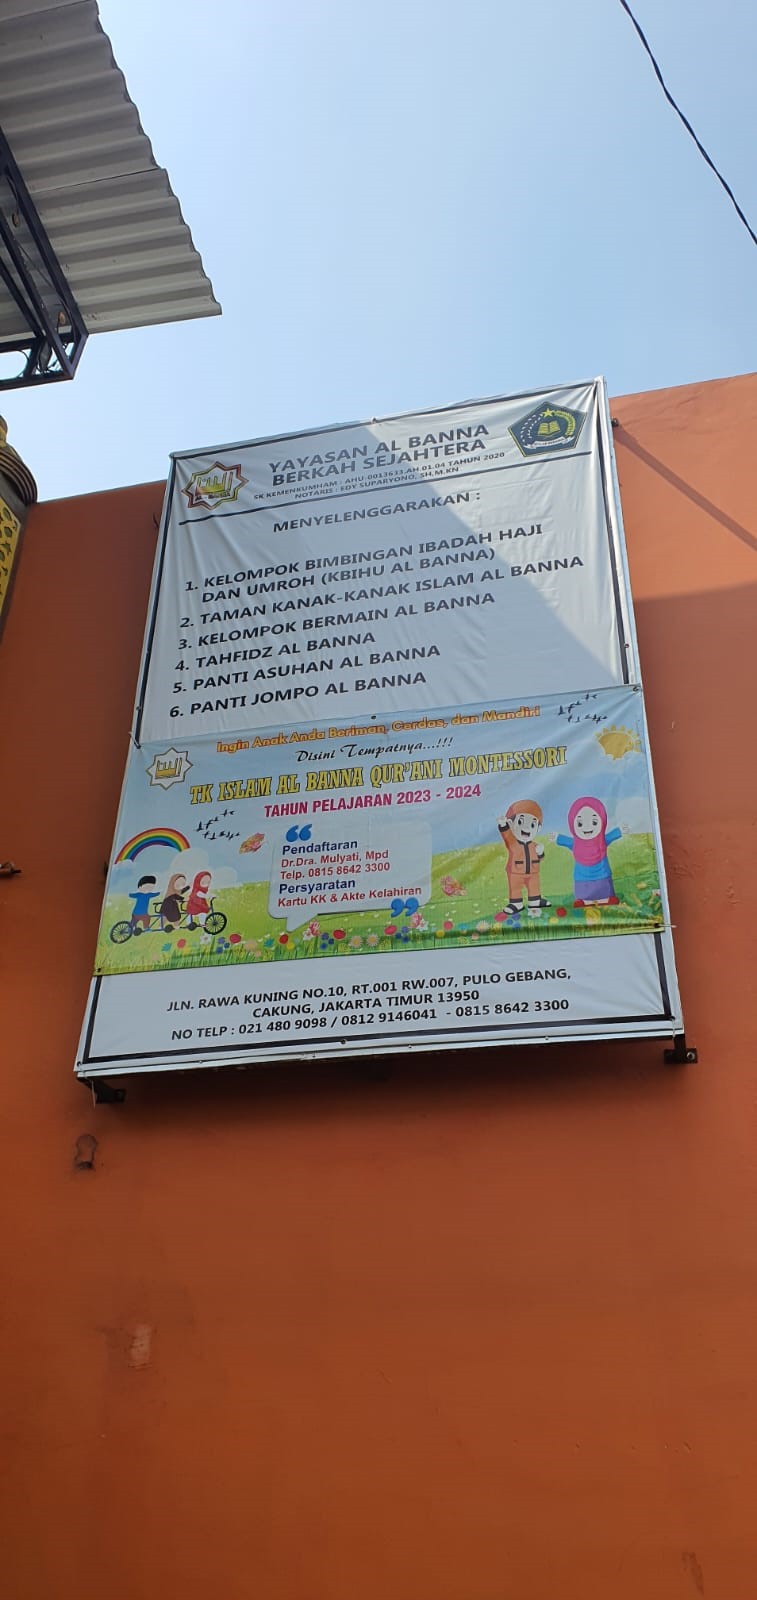 YAYASAN AL BANNA
BERKAH SEJAHTERA
SK KEMENKUMHAM : AHU.0013633.AH.01.04 TAHUN 2020
NOTARIS : EDY SUPARYONO, SH,M.KN
MENYELENGGARAKAN :
1. KELOMPOK BIMBINGAN IBADAH HAJI
DAN UMROH (KBIHU AL BANNA)
2. TAMAN KANAK-KANAK ISLAM AL BANNA
3. KELOMPOK BERMAIN AL BANNA
4. TAHFIDZ AL BANNA
5. PANTI ASUHAN AL BANNA
6. PANTI JOMPO AL BANNA
Ingin Anak Anda Beriman, Cerdas, dan Mandiri
Disini Tempatnya...!!!
TK ISLAM AL BANNA QUR'ANI MONTESSORI
TAHUN PELAJARAN 2023 - 2024
Pendaftaran
Dr.Dra. Mulyati, Mpd
Telp. 0815 8642 3300
Persyaratan
Kartu KK & Akte Kelahiran
JLN. RAWA KUNING NO.10, RT.001 RW.007, PULO GEBANG,
CAKUNG, JAKARTA TIMUR 13950
NO TELP : 021 480 9098 / 0812 9146041 - 0815 8642 3300